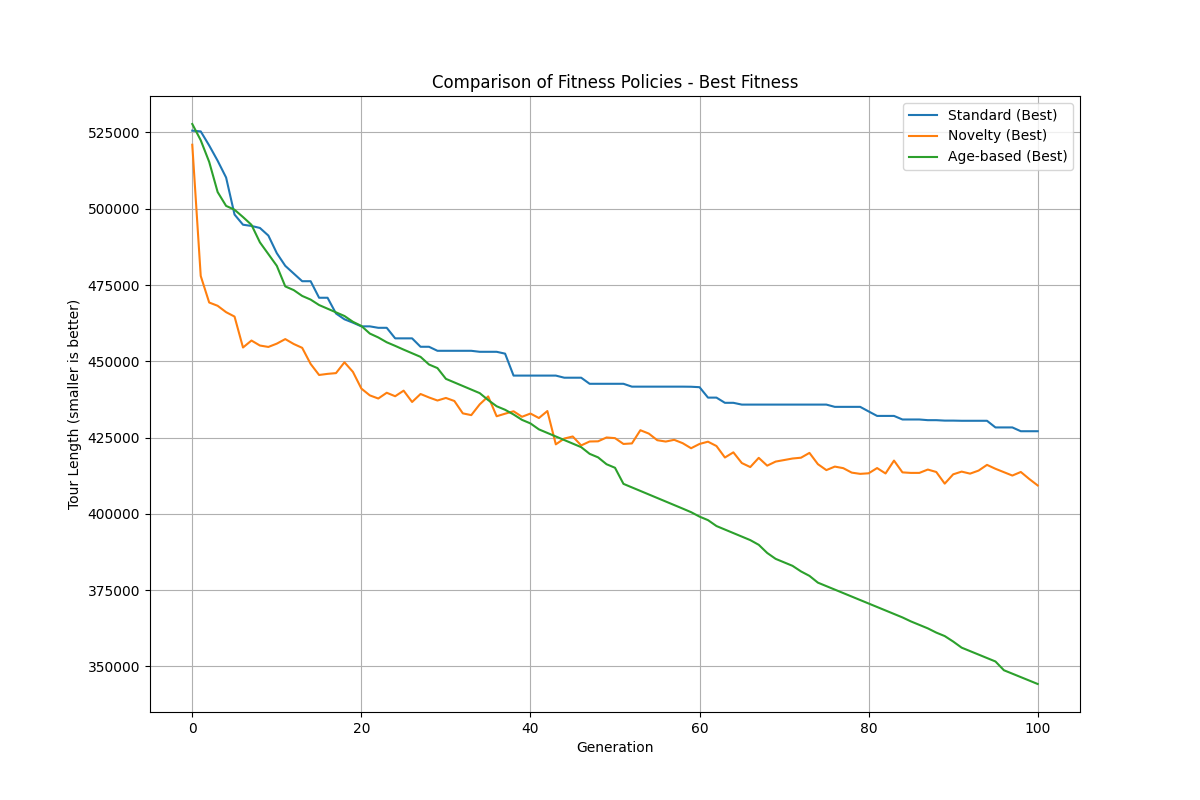 Comparison of Fitness Policies - Best Fitness
Standard (Best)
Novelty (Best)
Age-based (Best)
Tour Length (smaller is better)
525000
500000
475000
450000
425000
400000
375000
350000
0 20 40 60 80 100
Generation